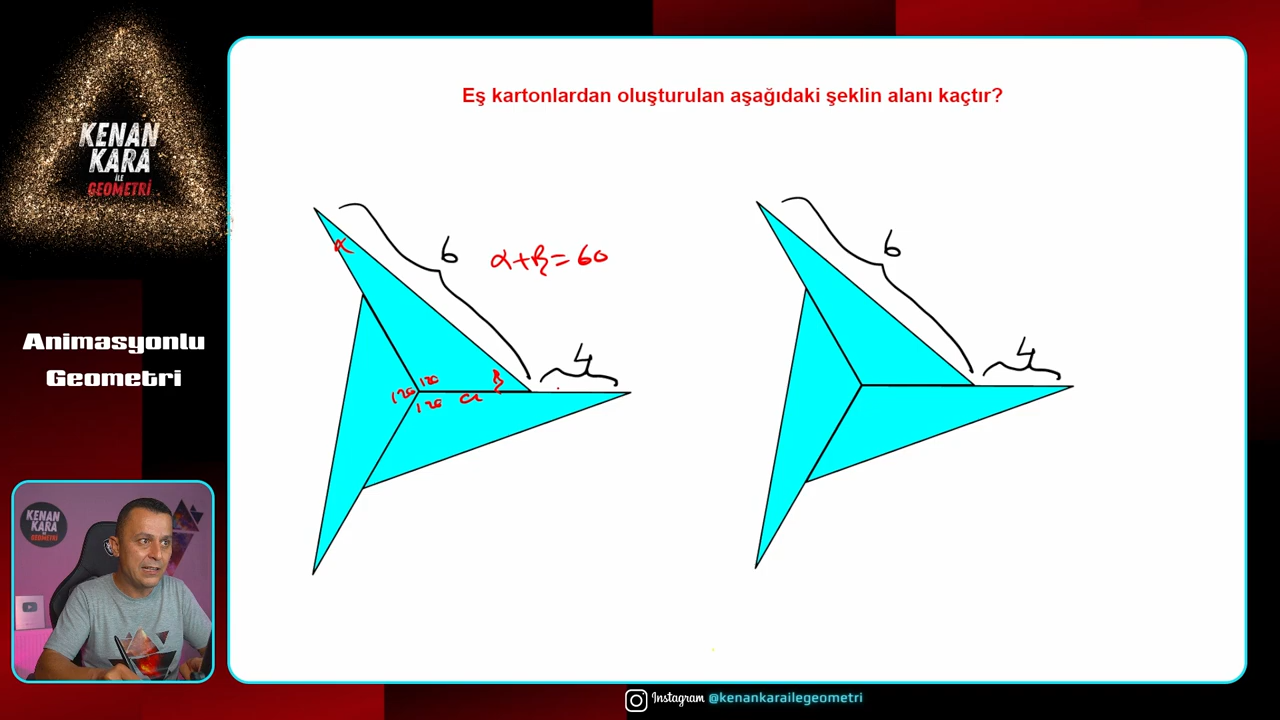 Eş kartonlardan oluşturulan aşağıdaki şeklin alanı kaçtır?
KENAN
KARA
İLE
GEOMETRİ
6
α+β=60
α
4
β
120
120
120
a
6
4
Animasyonlu
Geometri
KENAN
KARA
GEOMETRİ
Instagram @kenankarailegeometri